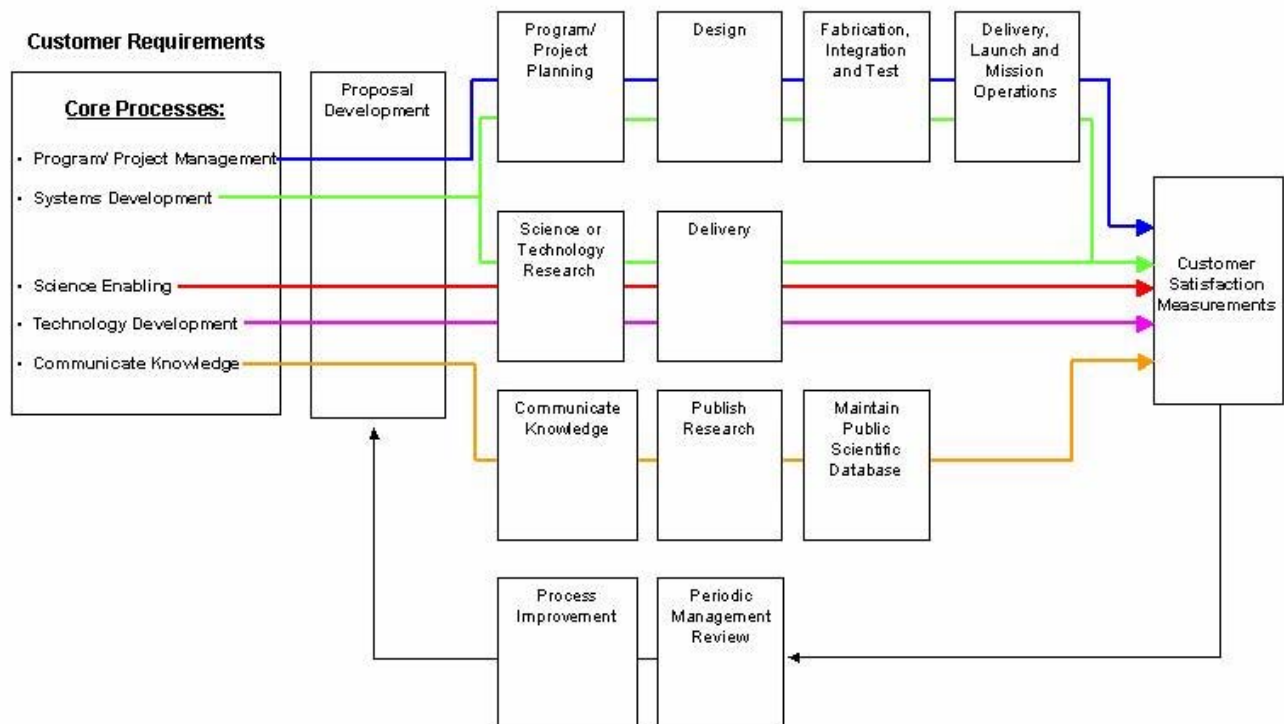 Customer Requirements
Core Processes:
· Program/ Project Management
· Systems Development
· Science Enabling
· Technology Development
· Communicate Knowledge
Proposal
Development
Program/
Project
Planning
Design
Fabrication,
Integration
and Test
Delivery,
Launch and
Mission
Operations
Science or
Technology
Research
Delivery
Customer
Satisfaction
Measurements
Communicate
Knowledge
Publish
Research
Maintain
Public
Scientific
Database
Process
Improvement
Periodic
Management
Review